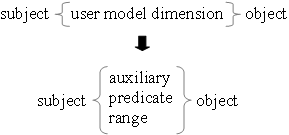 subject { user model dimension } object
auxiliary
subject { predicate } object
range